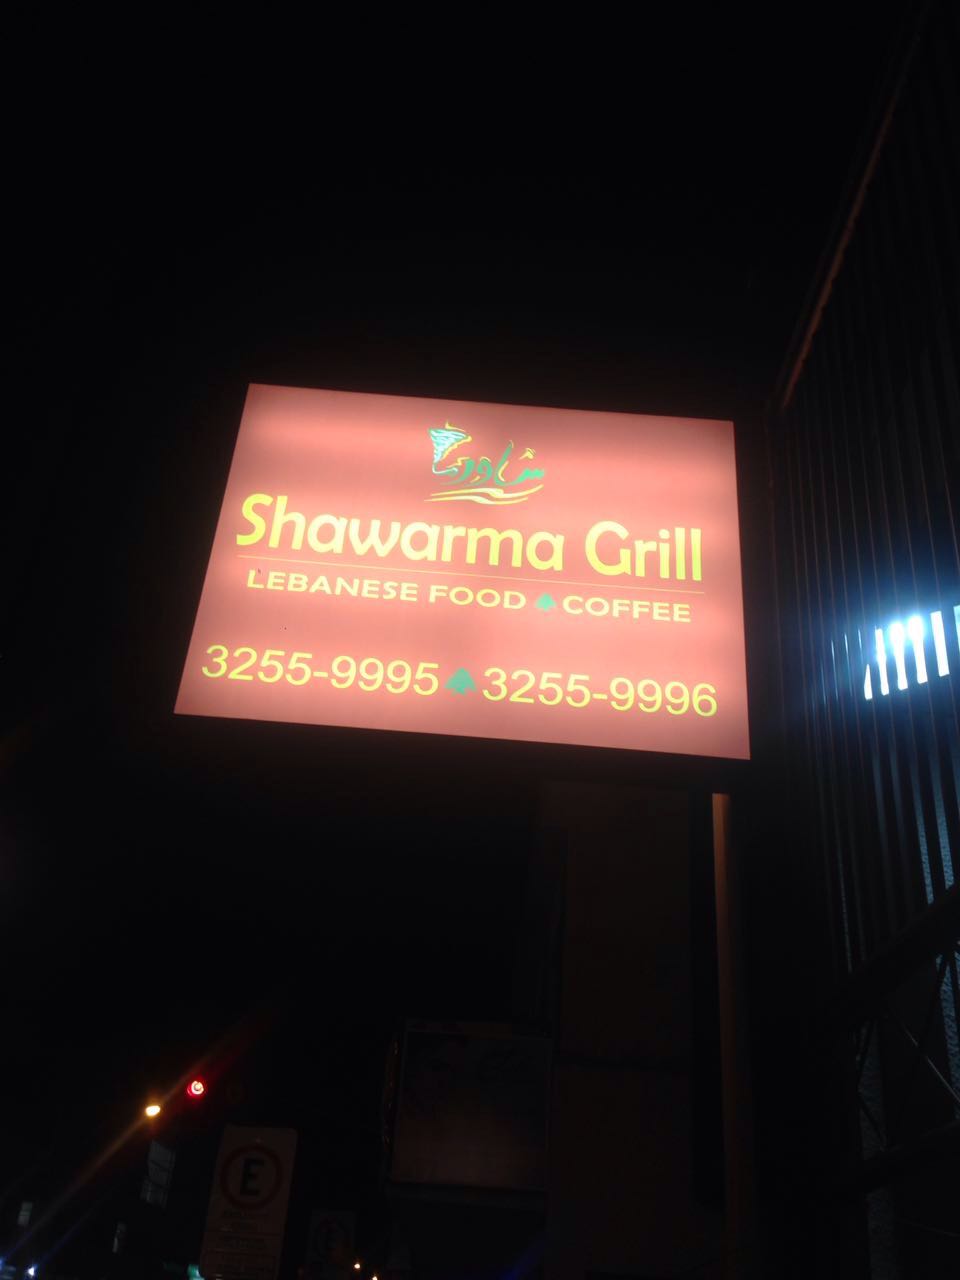 شاورما
Shawarma Grill
LEBANESE FOOD COFFEE
3255-9995 3255-9996
E